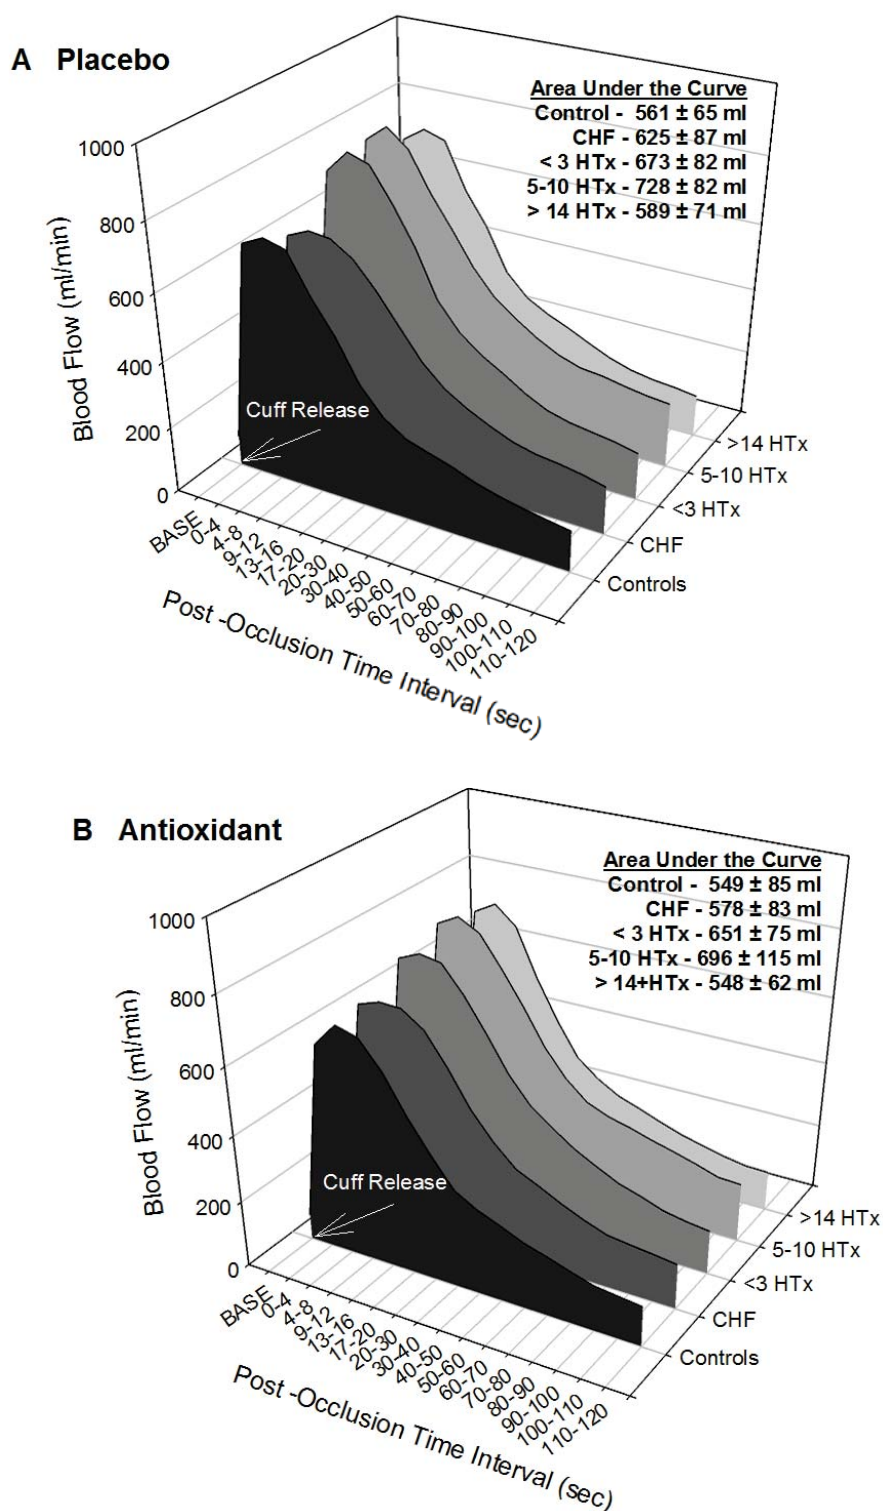 A Placebo
Area Under the Curve
Control - 561 ± 65 ml
CHF - 625 ± 87 ml
< 3 HTx - 673 ± 82 ml
5-10 HTx - 728 ± 82 ml
> 14 HTx - 589 ± 71 ml
1000
800
600
400
200
0
Blood Flow (ml/min)
Cuff Release
BASE
0-4
4-8
9-12
13-16
17-20
20-30
30-40
40-50
50-60
60-70
70-80
80-90
90-100
100-110
110-120
Post -Occlusion Time Interval (sec)
>14 HTx
5-10 HTx
<3 HTx
CHF
Controls
B Antioxidant
Area Under the Curve
Control - 549 ± 85 ml
CHF - 578 ± 83 ml
< 3 HTx - 651 ± 75 ml
5-10 HTx - 696 ± 115 ml
> 14+HTx - 548 ± 62 ml
1000
800
600
400
200
0
Blood Flow (ml/min)
Cuff Release
BASE
0-4
4-8
9-12
13-16
17-20
20-30
30-40
40-50
50-60
60-70
70-80
80-90
90-100
100-110
110-120
Post -Occlusion Time Interval (sec)
>14 HTx
5-10 HTx
<3 HTx
CHF
Controls